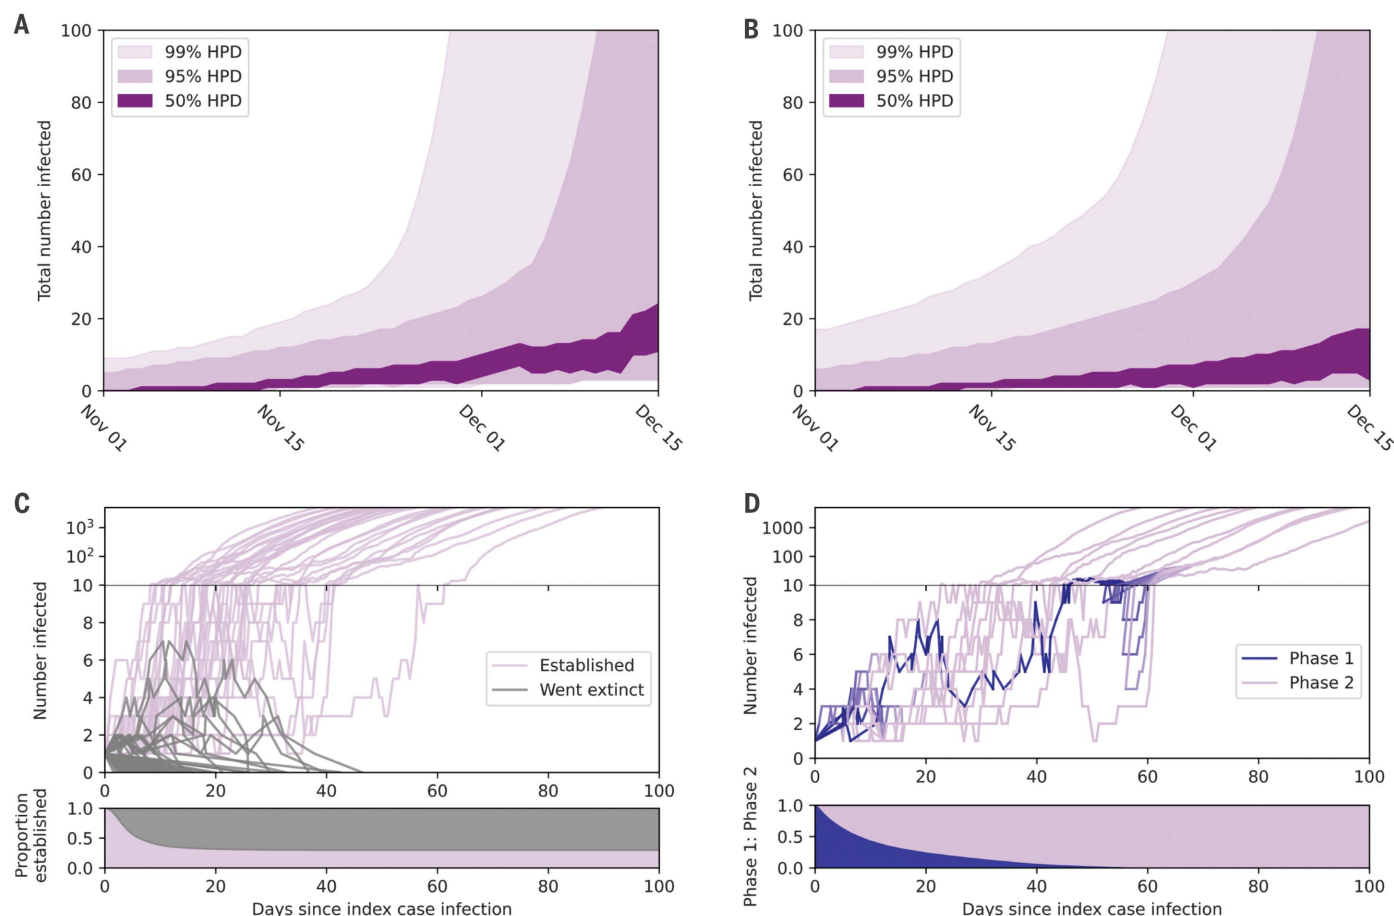 A
100
80
60
40
20
0
Total number infected
99% HPD
95% HPD
50% HPD
Nov 01
Nov 15
Dec 01
Dec 15
B
100
80
60
40
20
0
Total number infected
99% HPD
95% HPD
50% HPD
Nov 01
Nov 15
Dec 01
Dec 15
C
10³
10²
10
8
6
4
2
0
Number infected
Established
Went extinct
0 20 40 60 80 100
Proportion
established
1.0
0.5
0.0
0 20 40 60 80 100
Days since index case infection
D
1000
100
10
8
6
4
2
0
Number infected
Phase 1
Phase 2
0 20 40 60 80 100
Phase 1: Phase 2
1.0
0.5
0.0
0 20 40 60 80 100
Days since index case infection